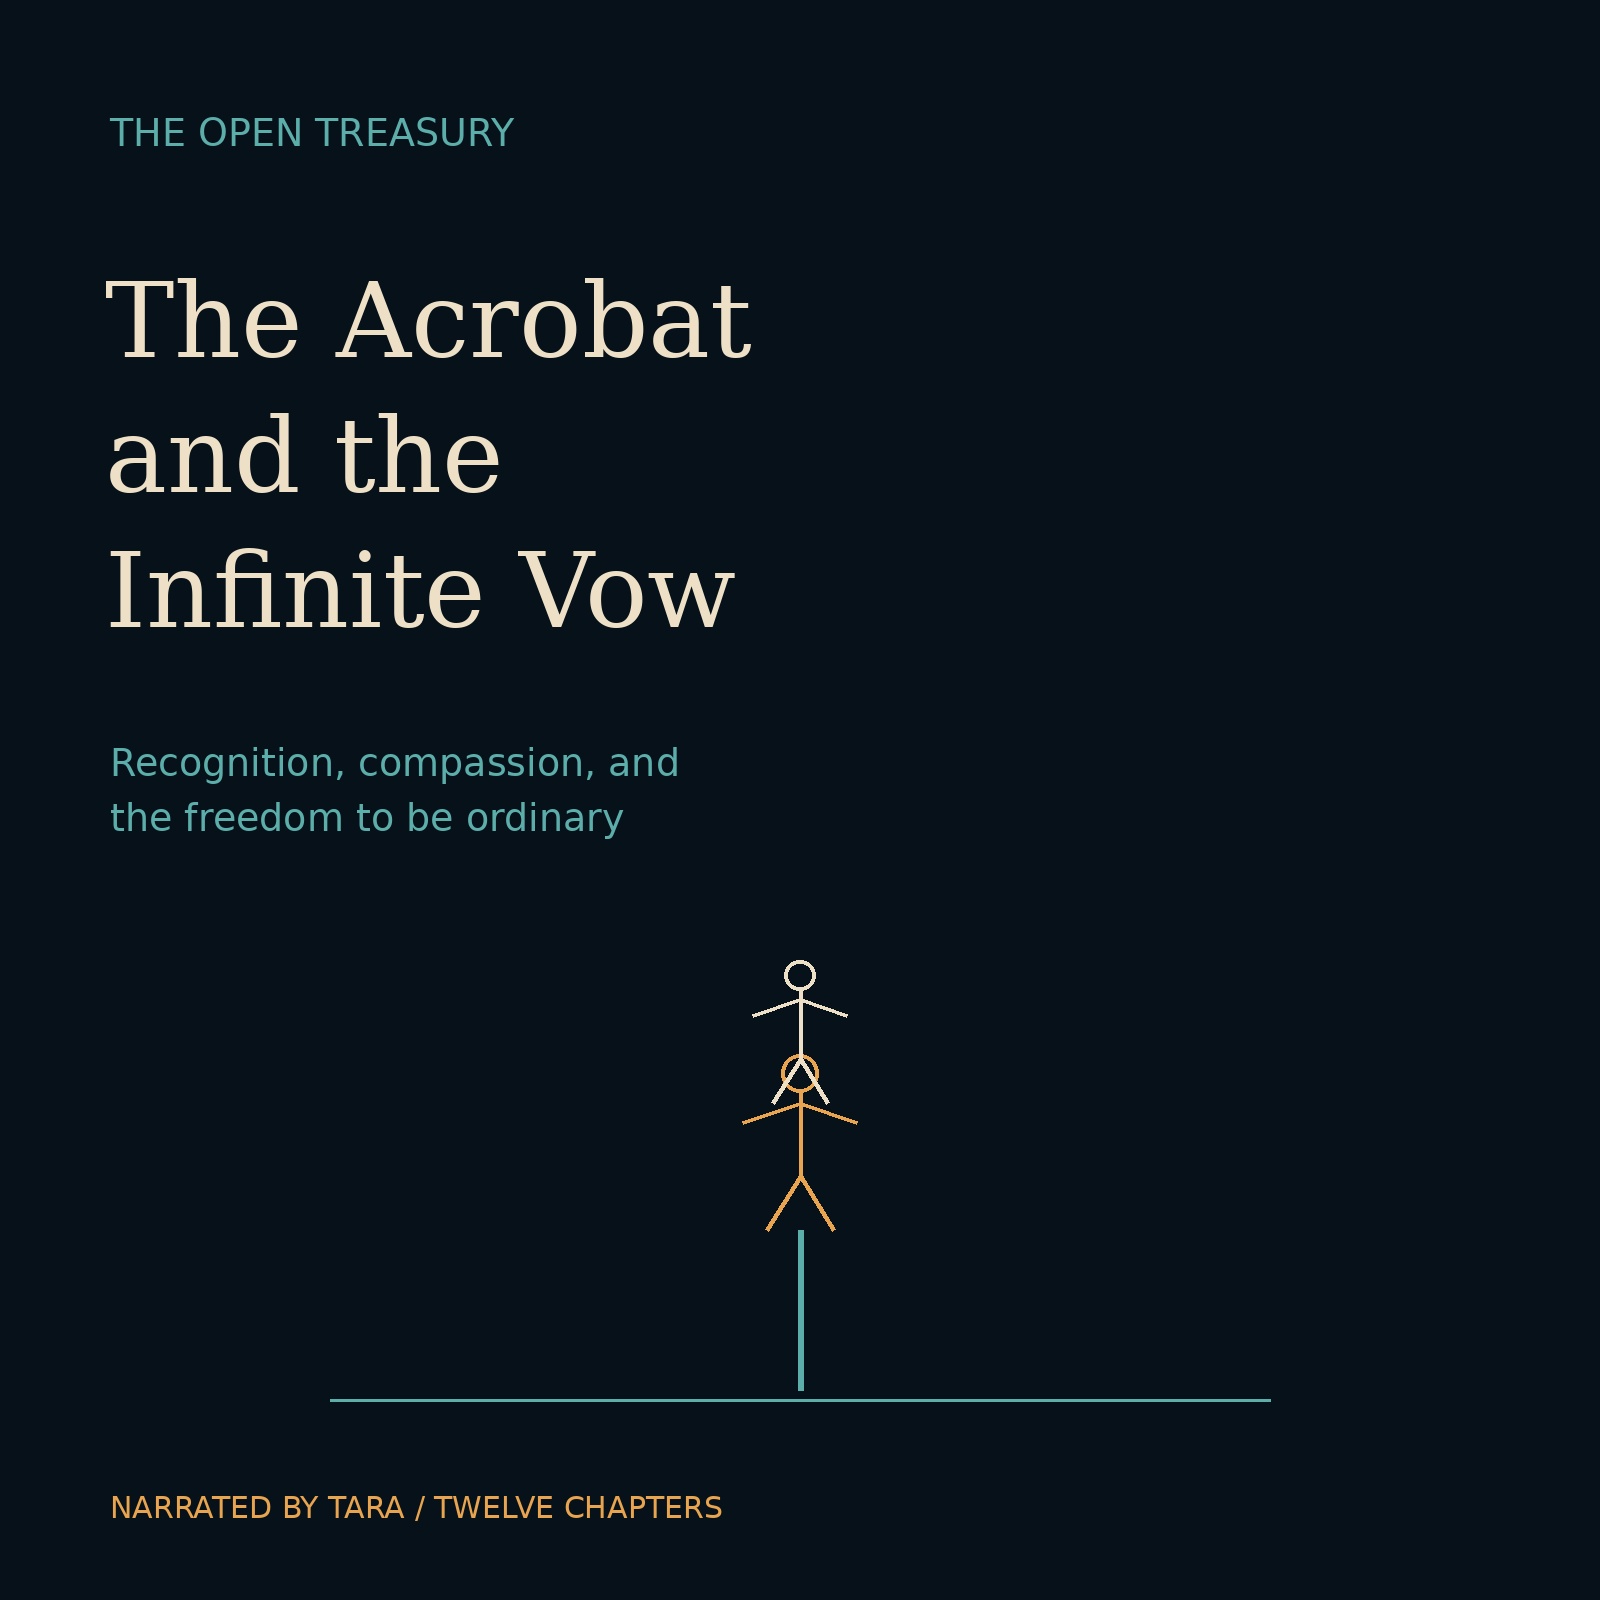 THE OPEN TREASURY
The Acrobat
and the
Infinite Vow
Recognition, compassion, and
the freedom to be ordinary
NARRATED BY TARA / TWELVE CHAPTERS